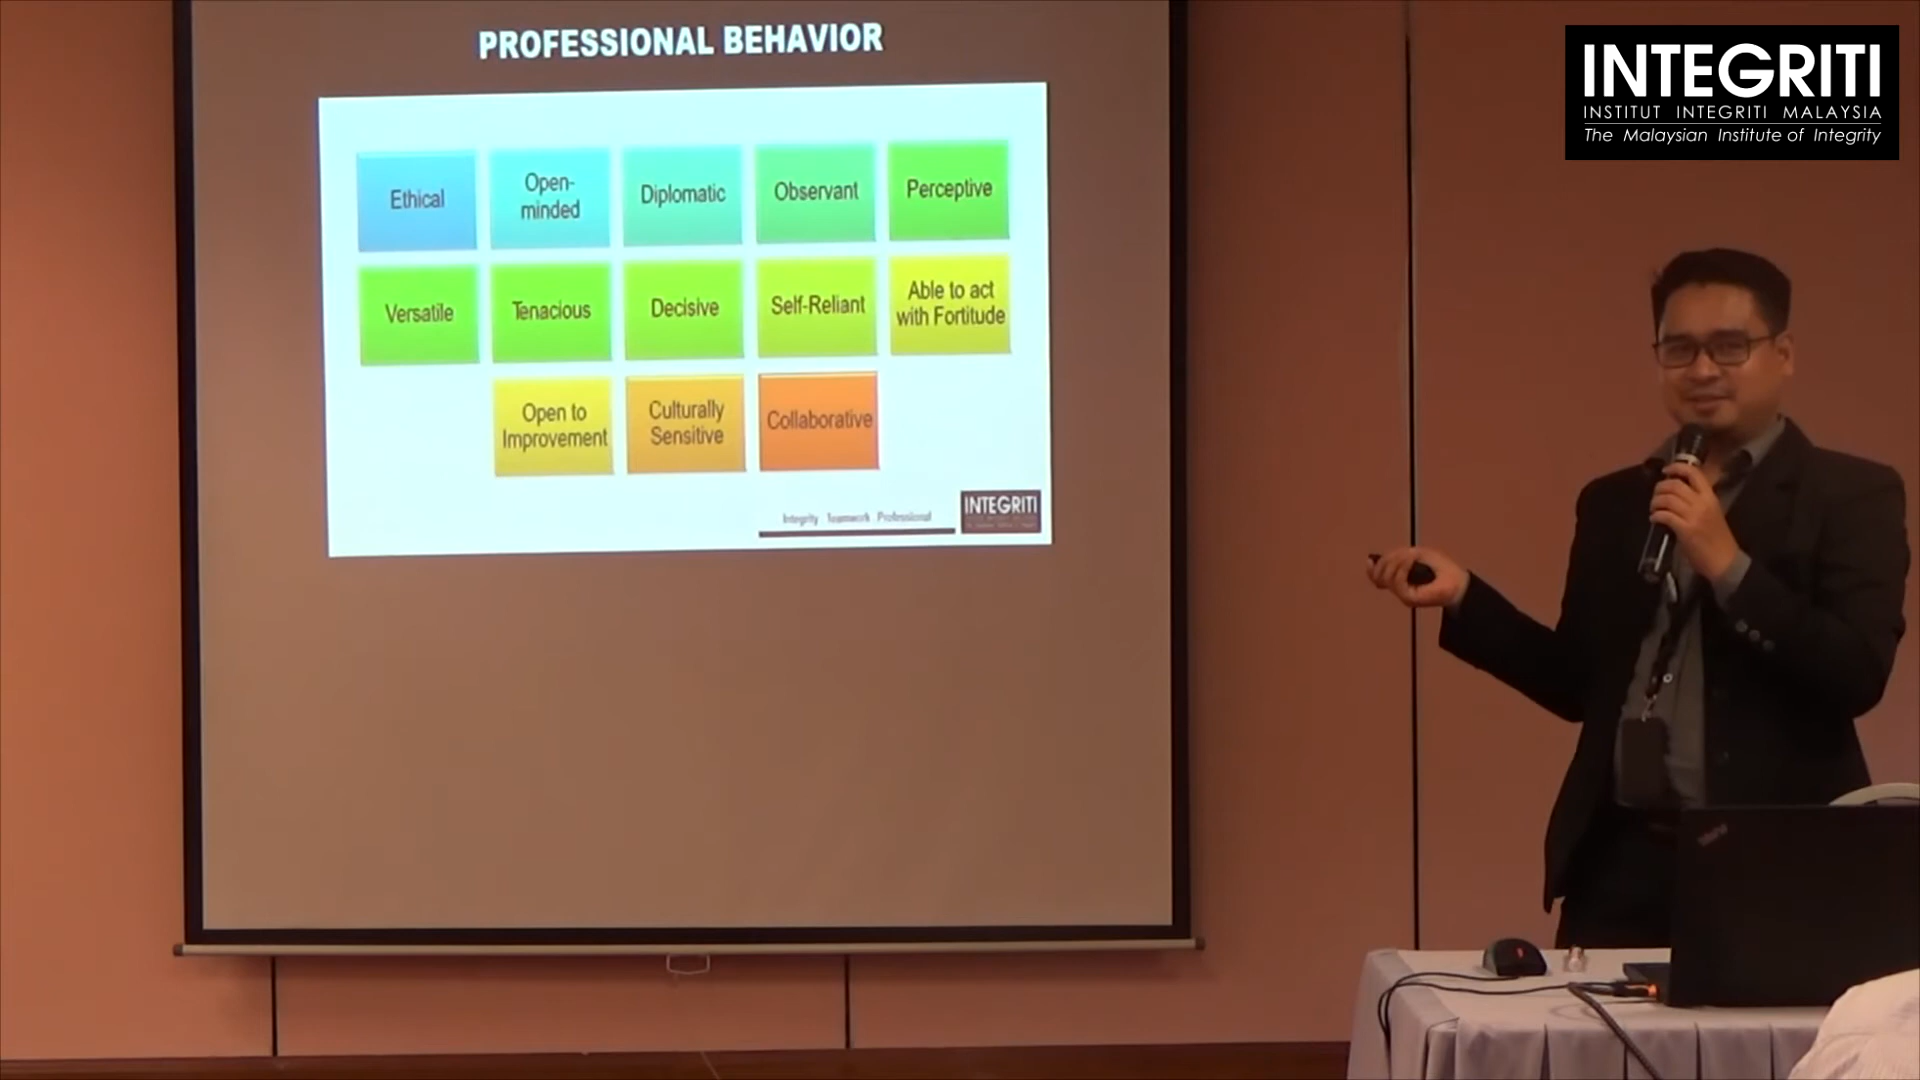 PROFESSIONAL BEHAVIOR
INTEGRITI
INSTITUT INTEGRITI MALAYSIA
The Malaysian Institute of Integrity
Ethical
Open-
minded
Diplomatic
Observant
Perceptive
Versatile
Tenacious
Decisive
Self-Reliant
Able to act
with Fortitude
Open to
Improvement
Culturally
Sensitive
Collaborative
Integrity Teamwork Professional
INTEGRITI
ThinkPad